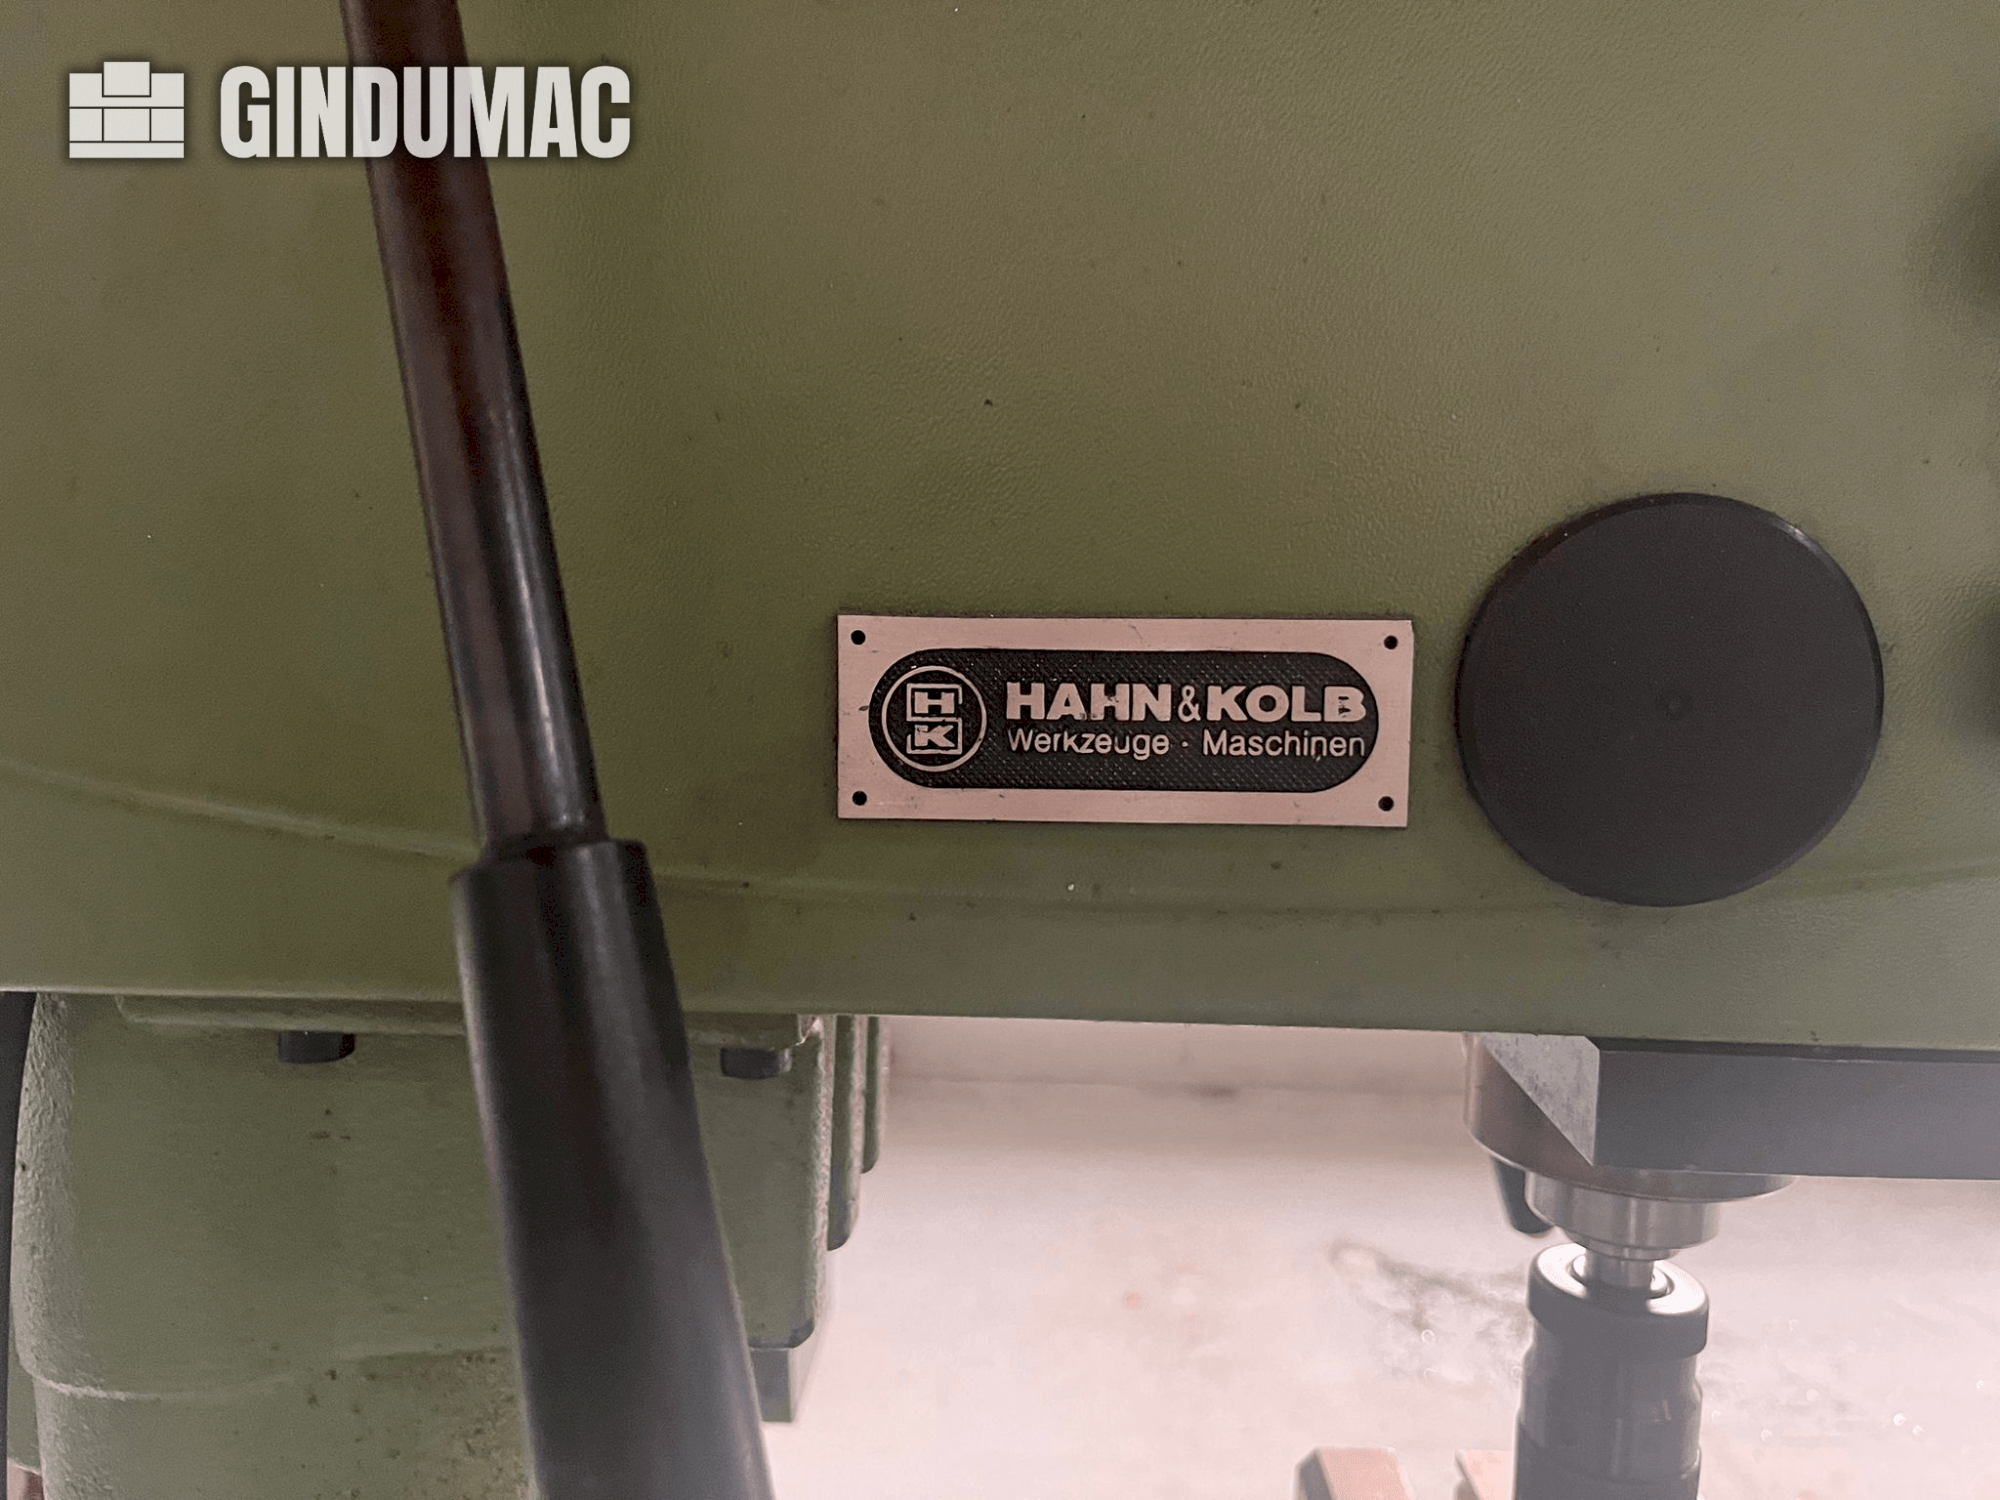 GINDUMAC
HK HAHN&KOLB
Werkzeuge · Maschinen